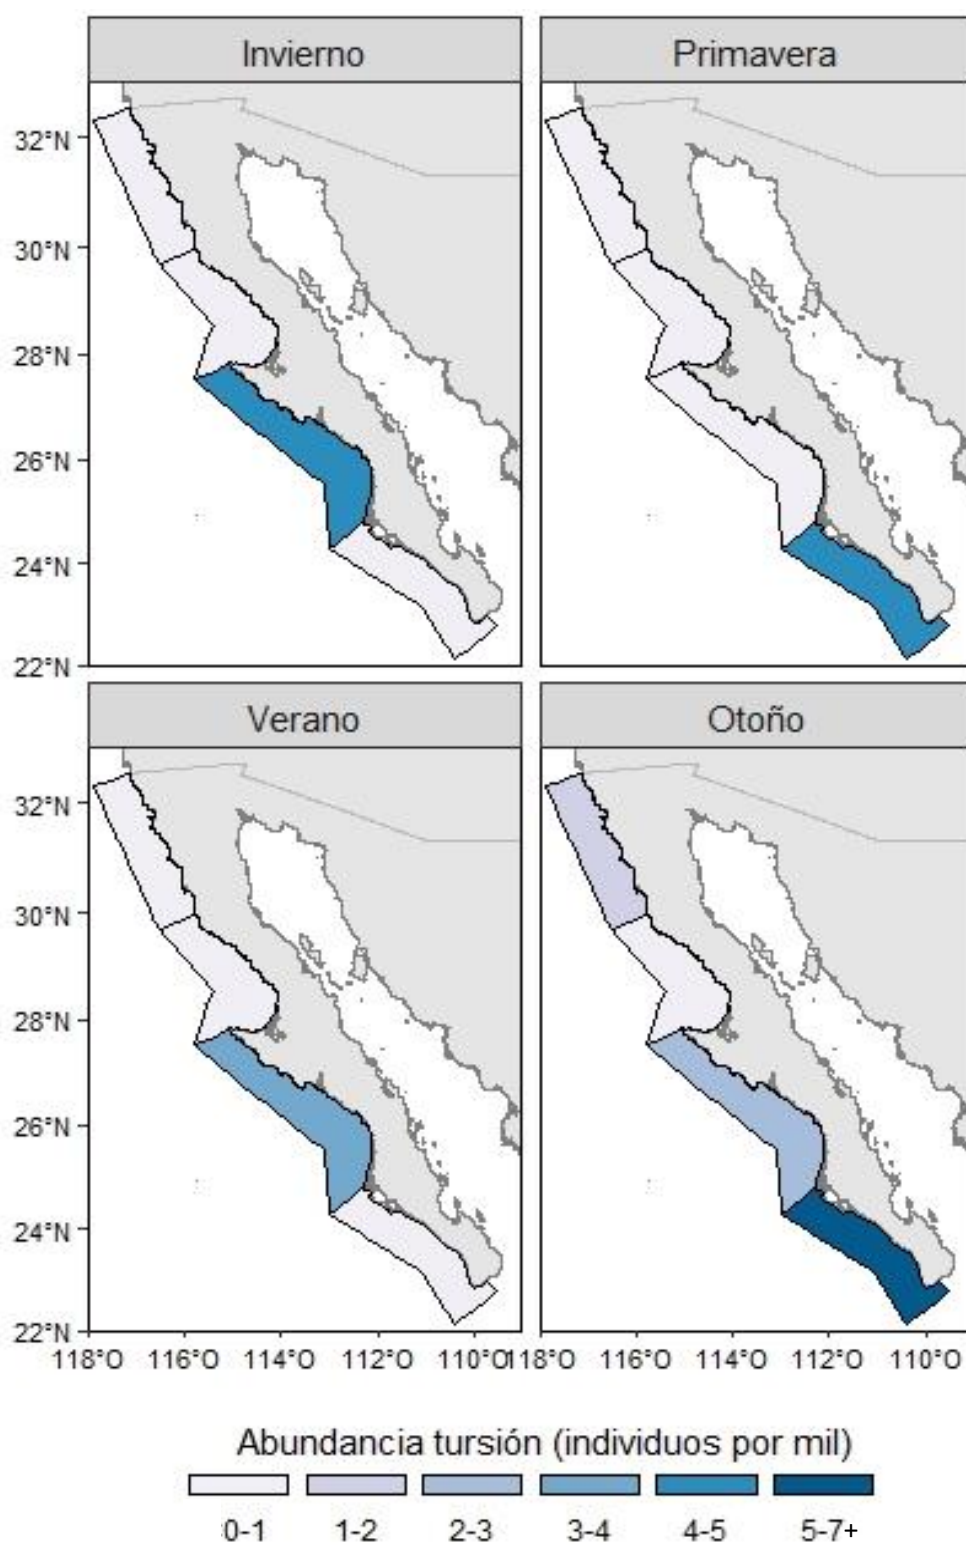 Invierno
Primavera
32°N
30°N
28°N
26°N
24°N
22°N
Verano
Otoño
32°N
30°N
28°N
26°N
24°N
22°N
118°O 116°O 114°O 112°O 110°O 118°O 116°O 114°O 112°O 110°O
Abundancia tursión (individuos por mil)
0-1 1-2 2-3 3-4 4-5 5-7+